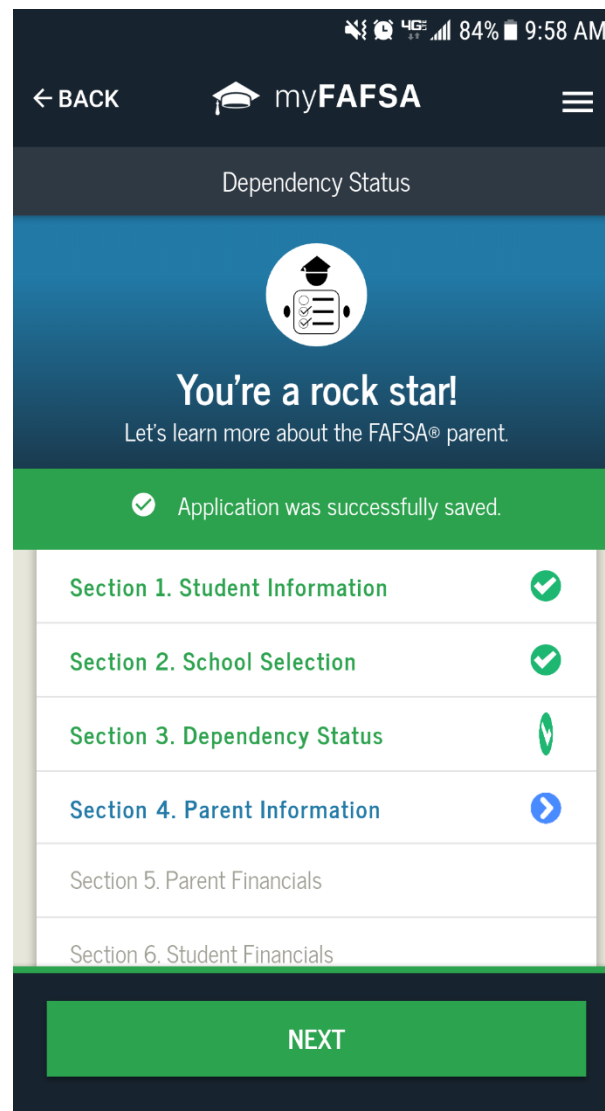 4GE 84% 9:58 AM
← BACK myFAFSA
Dependency Status
You're a rock star!
Let's learn more about the FAFSA® parent.
Application was successfully saved.
Section 1. Student Information
Section 2. School Selection
Section 3. Dependency Status
Section 4. Parent Information
Section 5. Parent Financials
Section 6. Student Financials
NEXT